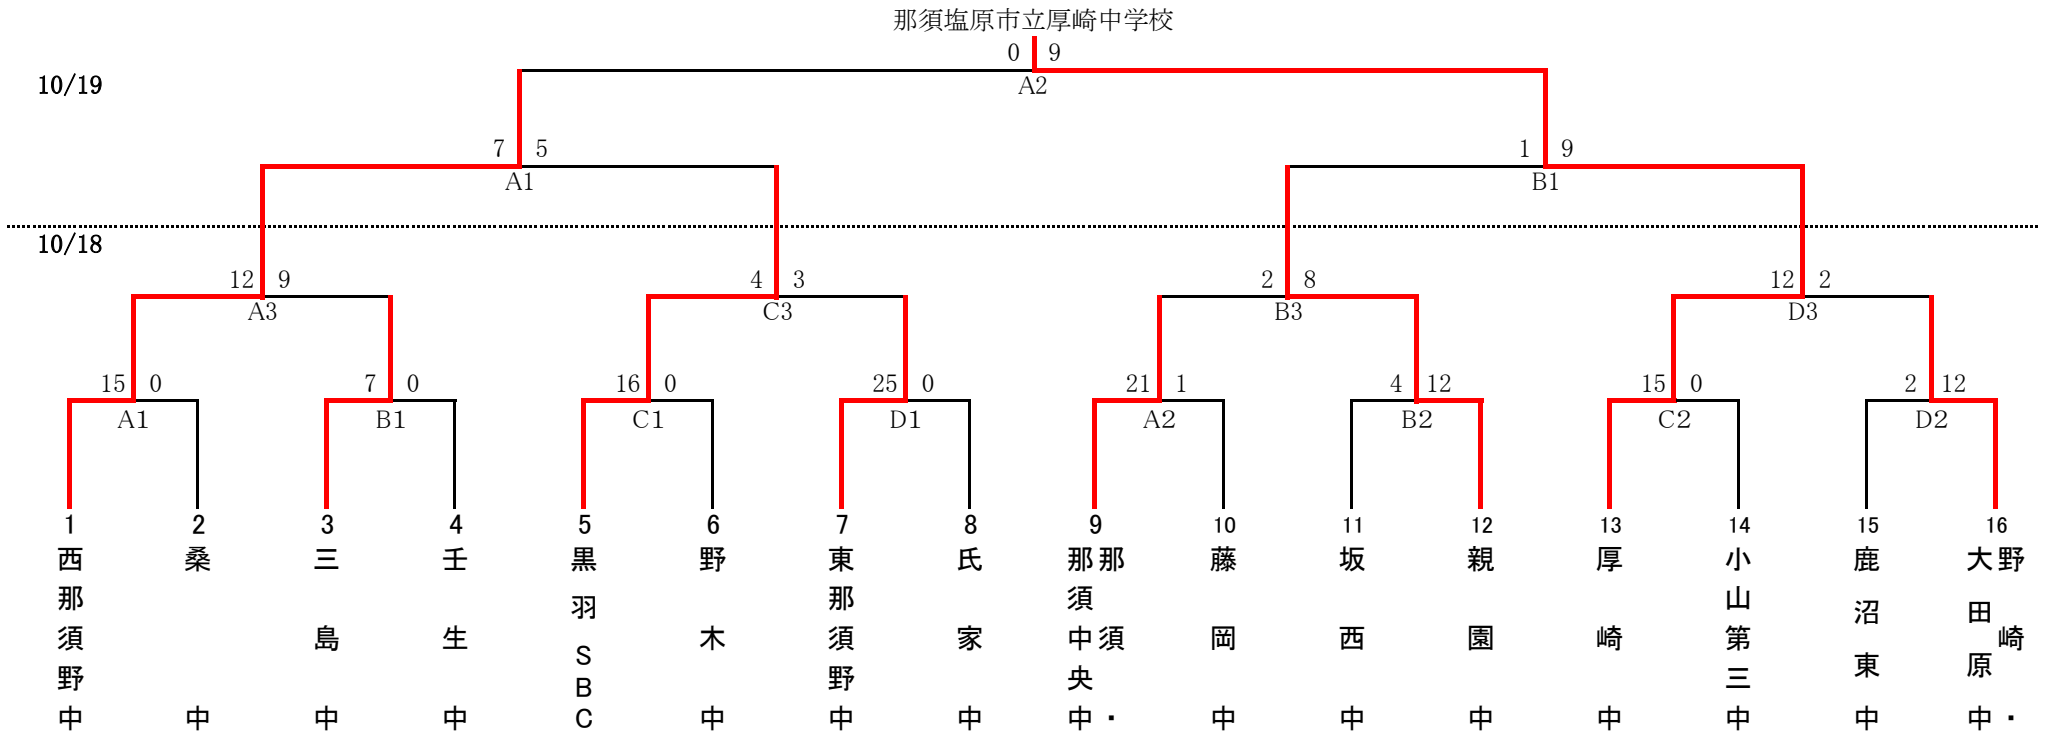 那須塩原市立厚崎中学校
0 9
10/19
A2
7 5 1 9
A1 B1
10/18
12 9 4 3 2 8 12 2
A3 C3 B3 D3
15 0 7 0 16 0 25 0 21 1 4 12 15 0 2 12
A1 B1 C1 D1 A2 B2 C2 D2
1 2 3 4 5 6 7 8 9 10 11 12 13 14 15 16
西那須野中
桑中
三島中
壬生中
黒羽SBC
野木中
東那須野中
氏家中
那須・
那須中央中
藤岡中
坂西中
親園中
厚崎中
小山第三中
鹿沼東中
野崎・
大田原中